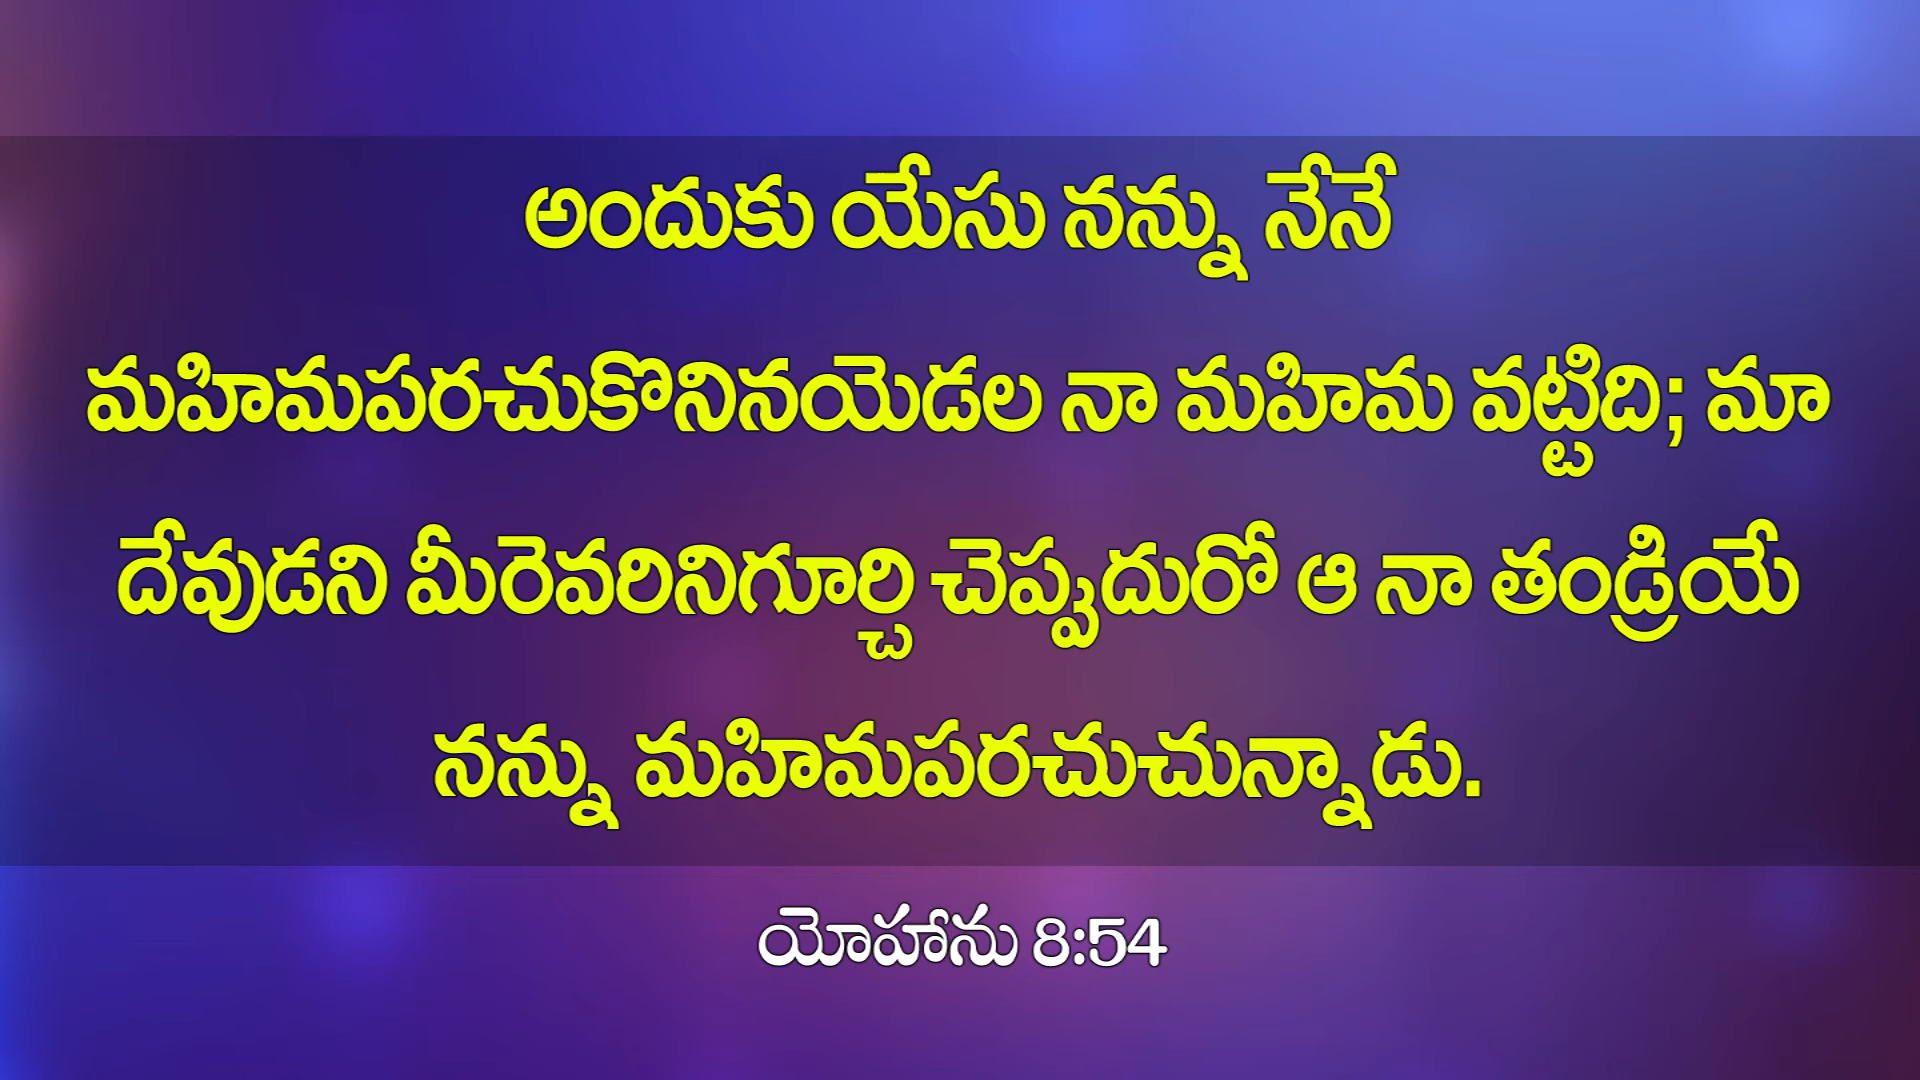 అందుకు యేసు నన్ను నేనే
మహిమపరచుకొనినయెడల నా మహిమ వట్టిది; మా
దేవుడని మీరెవరినిగూర్చి చెప్పుదురో ఆ నా తండ్రియే
నన్ను మహిమపరచుచున్నాడు.
యోహాను 8:54